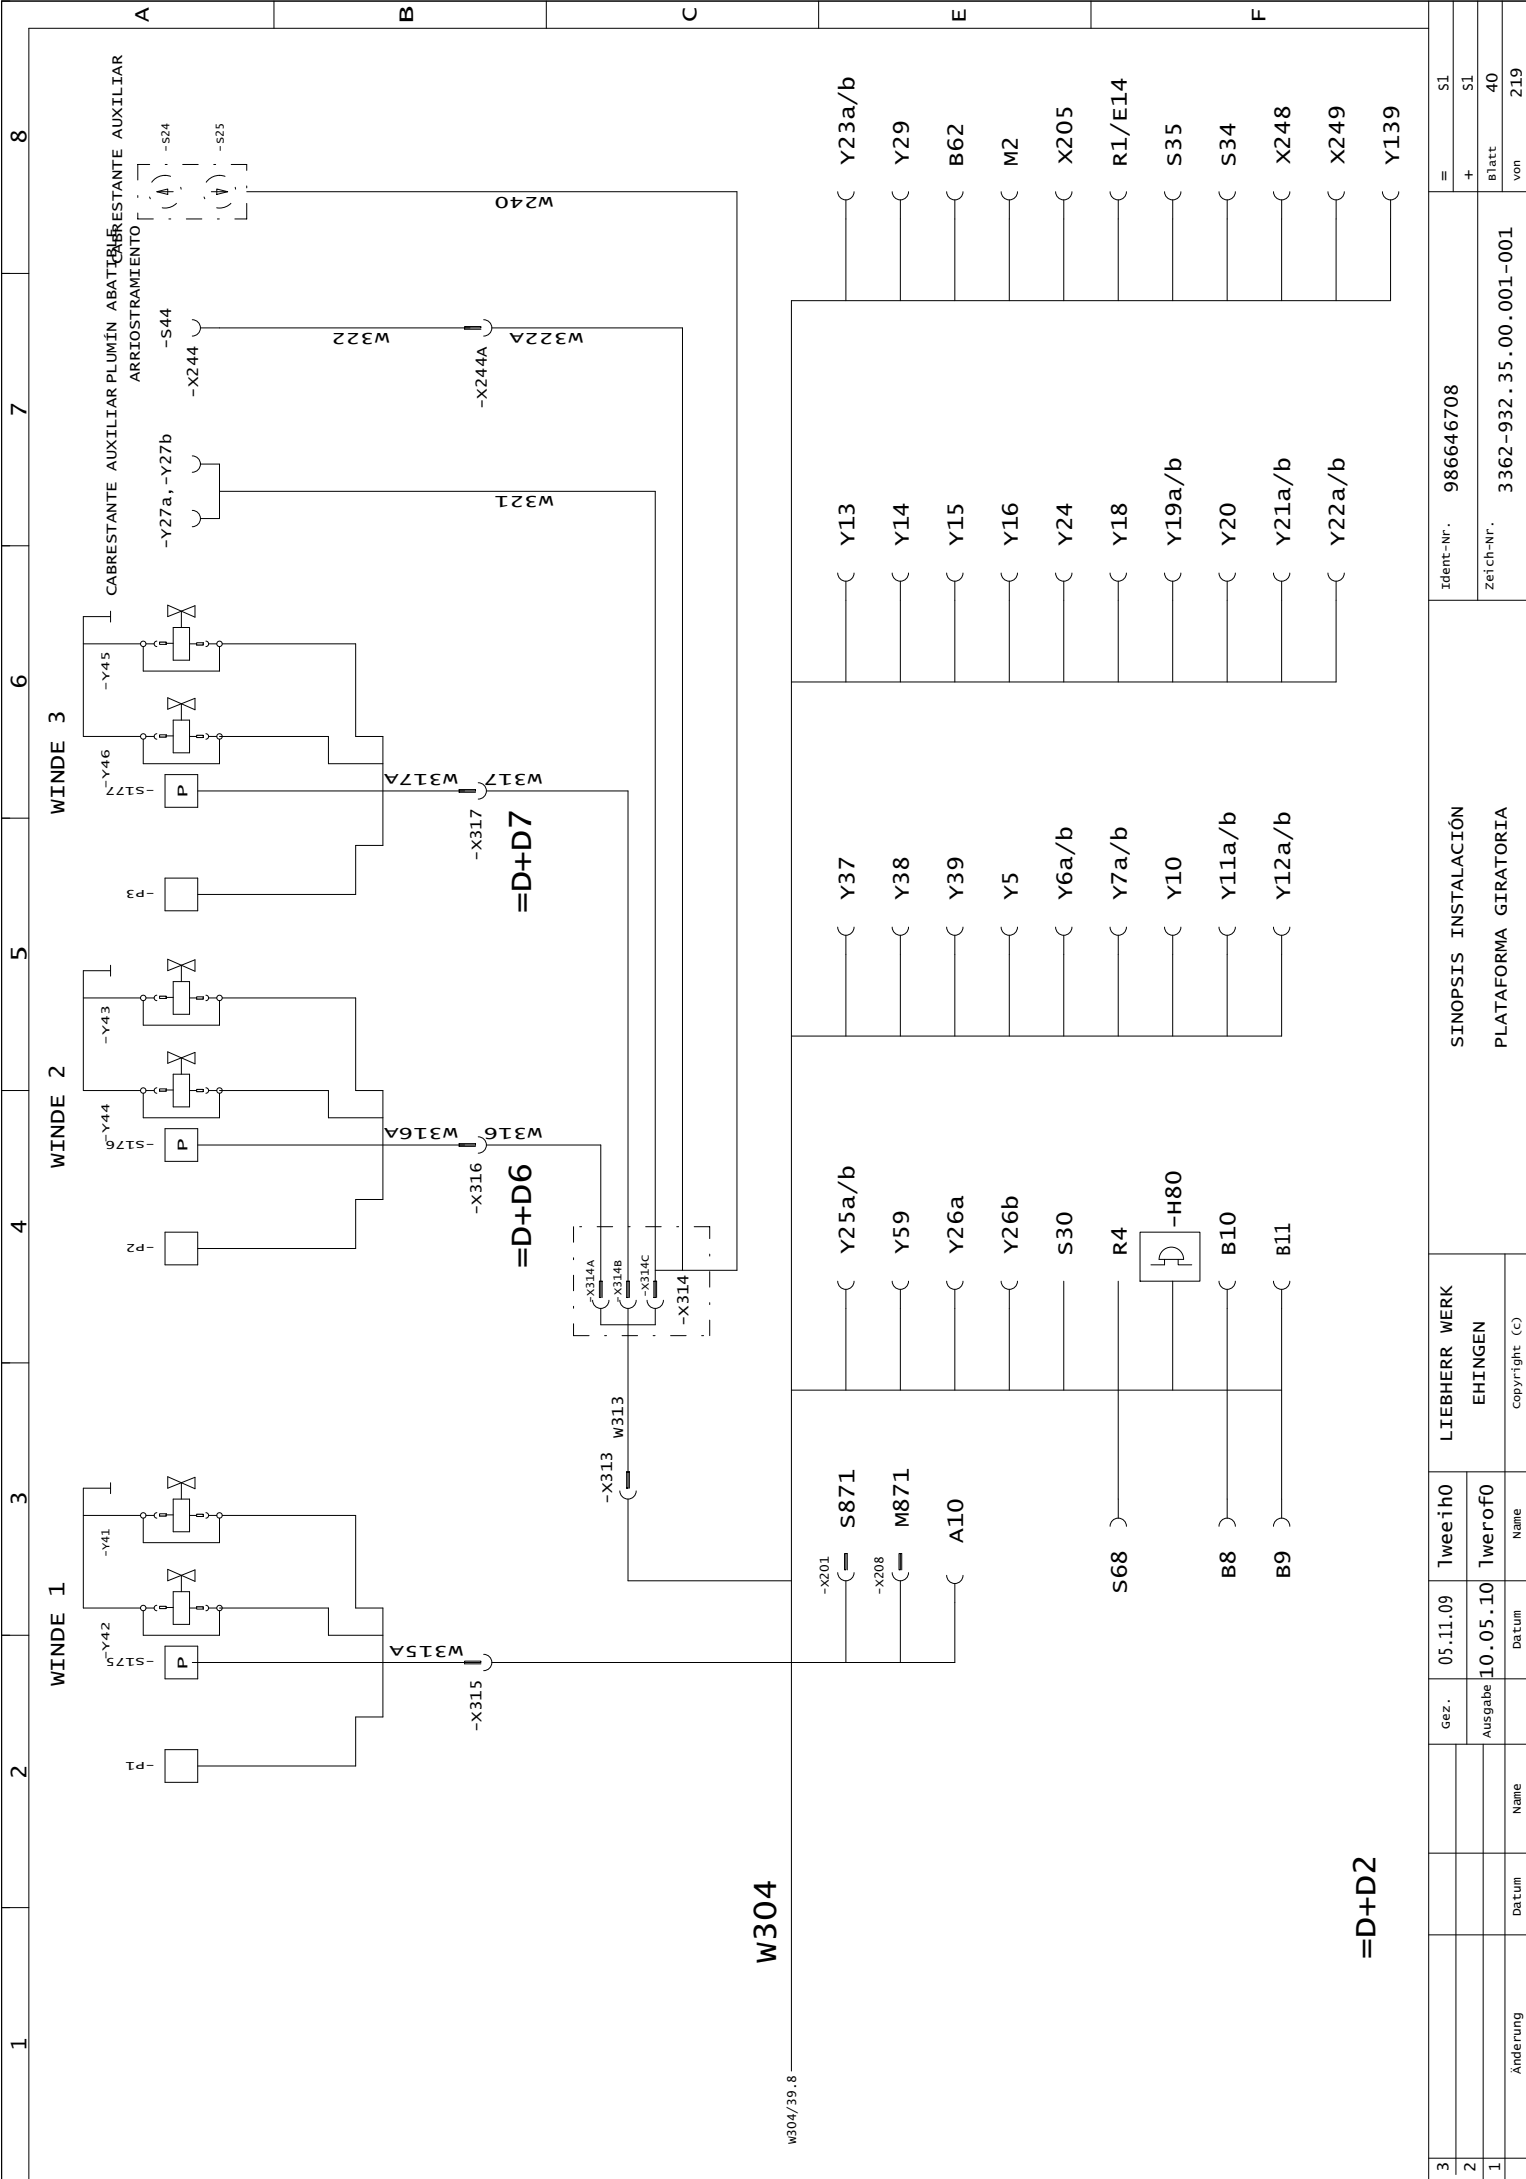 1
2
3
4
5
6
7
8
A
B
C
E
F
WINDE 1
-P1
-S175
-Y42
-Y41
W315A
-X315
WINDE 2
-P2
-S176
-Y44
-Y43
W316A
W316
-X316
=D+D6
WINDE 3
-P3
-S177
-Y46
-Y45
W317A
W317
-X317
=D+D7
P
P
P
CABRESTANTE AUXILIAR
PLUMÍN ABATIBLE
ARRIOSTRAMIENTO
CABRESTANTE AUXILIAR
CABRESTANTE AUXILIAR
-Y27a,-Y27b
W321
-S44
-X244
W322
-X244A
W322A
-S24
-S25
W240
-X313
W313
-X314A
-X314B
-X314C
-X314
W304/39.8
W304
-X201
S871
-X208
M871
A10
S68
B8
B9
Y25a/b
Y59
Y26a
Y26b
S30
R4
-H80
B10
B11
Y37
Y38
Y39
Y5
Y6a/b
Y7a/b
Y10
Y11a/b
Y12a/b
Y13
Y14
Y15
Y16
Y24
Y18
Y19a/b
Y20
Y21a/b
Y22a/b
Y23a/b
Y29
B62
M2
X205
R1/E14
S35
S34
X248
X249
Y139
=D+D2
3
2
1
Änderung
Datum
Name
Gez.
05.11.09
lweeih0
Ausgabe
10.05.10
lwerof0
Datum
Name
LIEBHERR WERK
EHINGEN
Copyright (c)
SINOPSIS INSTALACIÓN
PLATAFORMA GIRATORIA
Ident-Nr.
986646708
Zeich-Nr.
3362-932.35.00.001-001
=
S1
+
S1
Blatt
40
von
219